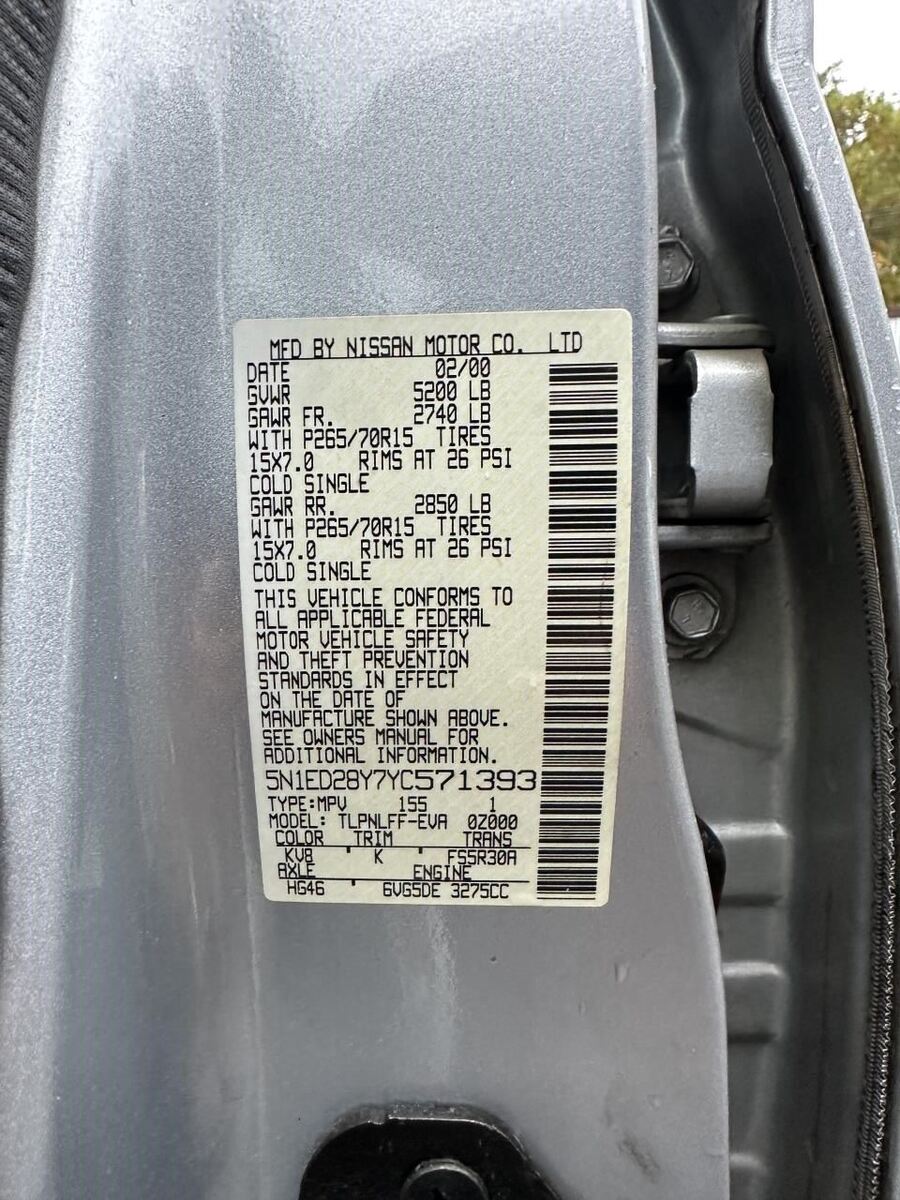 MFD BY NISSAN MOTOR CO. LTD
DATE 02/00
GVWR 5200 LB
GAWR FR. 2740 LB
WITH P265/70R15 TIRES
15X7.0 RIMS AT 26 PSI
COLD SINGLE
GAWR RR. 2850 LB
WITH P265/70R15 TIRES
15X7.0 RIMS AT 26 PSI
COLD SINGLE
THIS VEHICLE CONFORMS TO
ALL APPLICABLE FEDERAL
MOTOR VEHICLE SAFETY
AND THEFT PREVENTION
STANDARDS IN EFFECT
ON THE DATE OF
MANUFACTURE SHOWN ABOVE.
SEE OWNERS MANUAL FOR
ADDITIONAL INFORMATION.
5N1ED28Y7YC571393
TYPE:MPV 155 1
MODEL: TLPNLFF-EVA 0Z000
COLOR TRIM TRANS
KV8 K FS5R30A
AXLE ENGINE
HG46 6VG5DE 3275CC